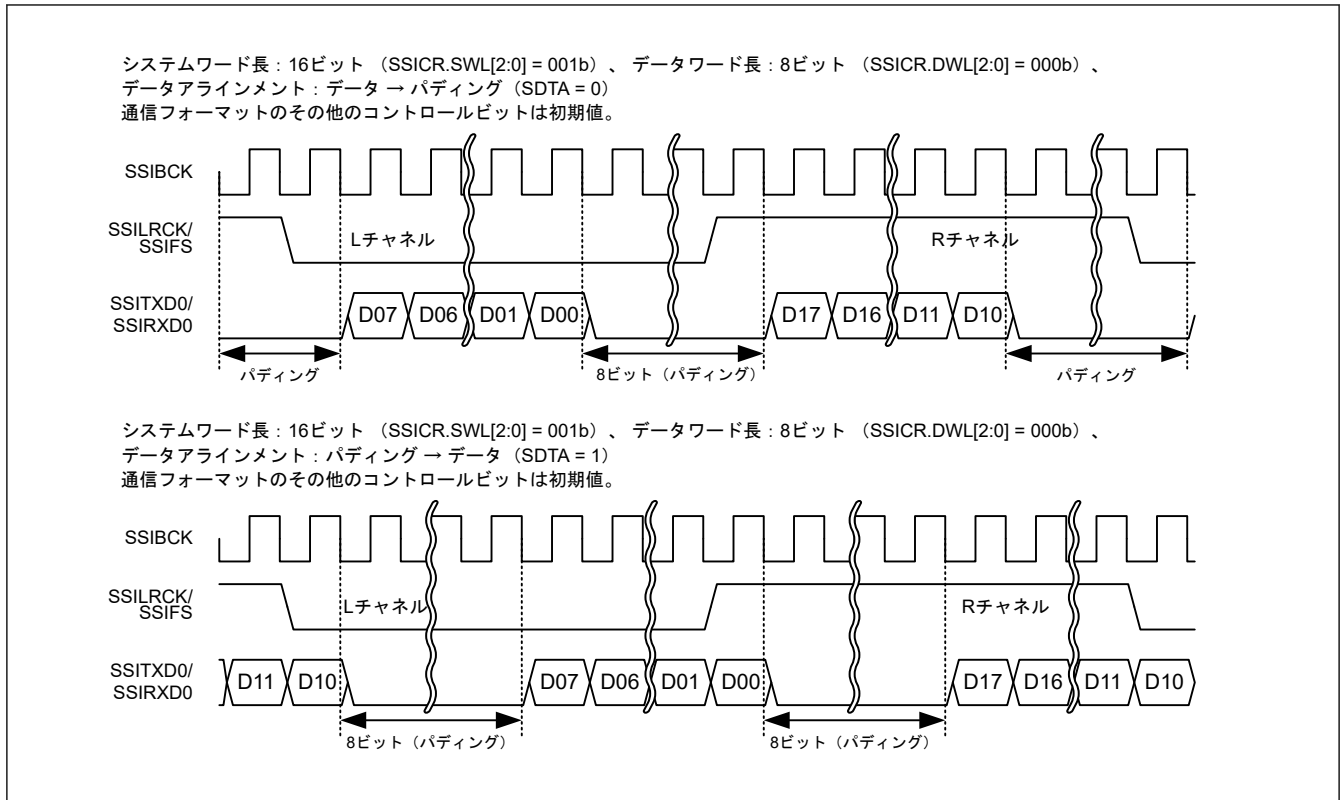 システムワード長：16ビット （SSICR.SWL[2:0] = 001b）、 データワード長：8ビット （SSICR.DWL[2:0] = 000b）、
データアラインメント：データ → パディング（SDTA = 0）
通信フォーマットのその他のコントロールビットは初期値。
SSIBCK
SSILRCK/
SSIFS
Lチャネル
Rチャネル
SSITXD0/
SSIRXD0
D07 D06 D01 D00 D17 D16 D11 D10
パディング 8ビット（パディング） パディング
システムワード長：16ビット （SSICR.SWL[2:0] = 001b）、 データワード長：8ビット （SSICR.DWL[2:0] = 000b）、
データアラインメント：パディング → データ（SDTA = 1）
通信フォーマットのその他のコントロールビットは初期値。
SSIBCK
SSILRCK/
SSIFS
Lチャネル
Rチャネル
SSITXD0/
SSIRXD0
D11 D10 D07 D06 D01 D00 D17 D16 D11 D10
8ビット（パディング） 8ビット（パディング）